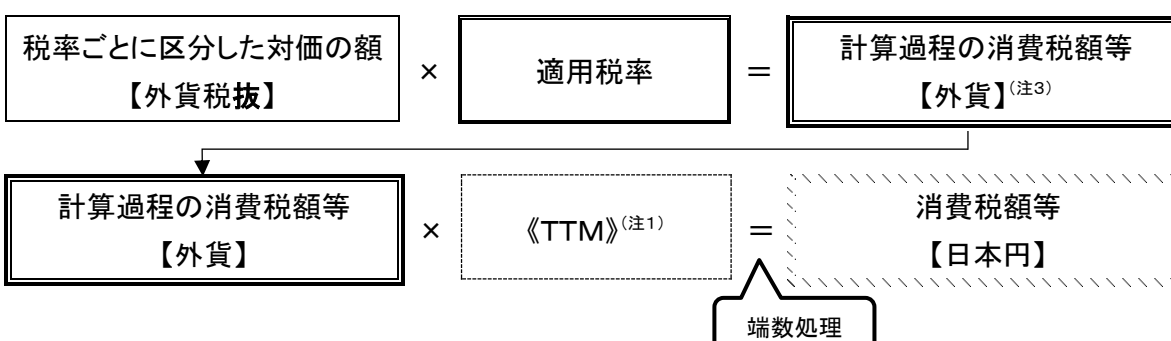 税率ごとに区分した対価の額
【外貨税抜】
×
適用税率
＝
計算過程の消費税額等
【外貨】(注3)
計算過程の消費税額等
【外貨】
×
《TTM》(注1)
＝
消費税額等
【日本円】
端数処理